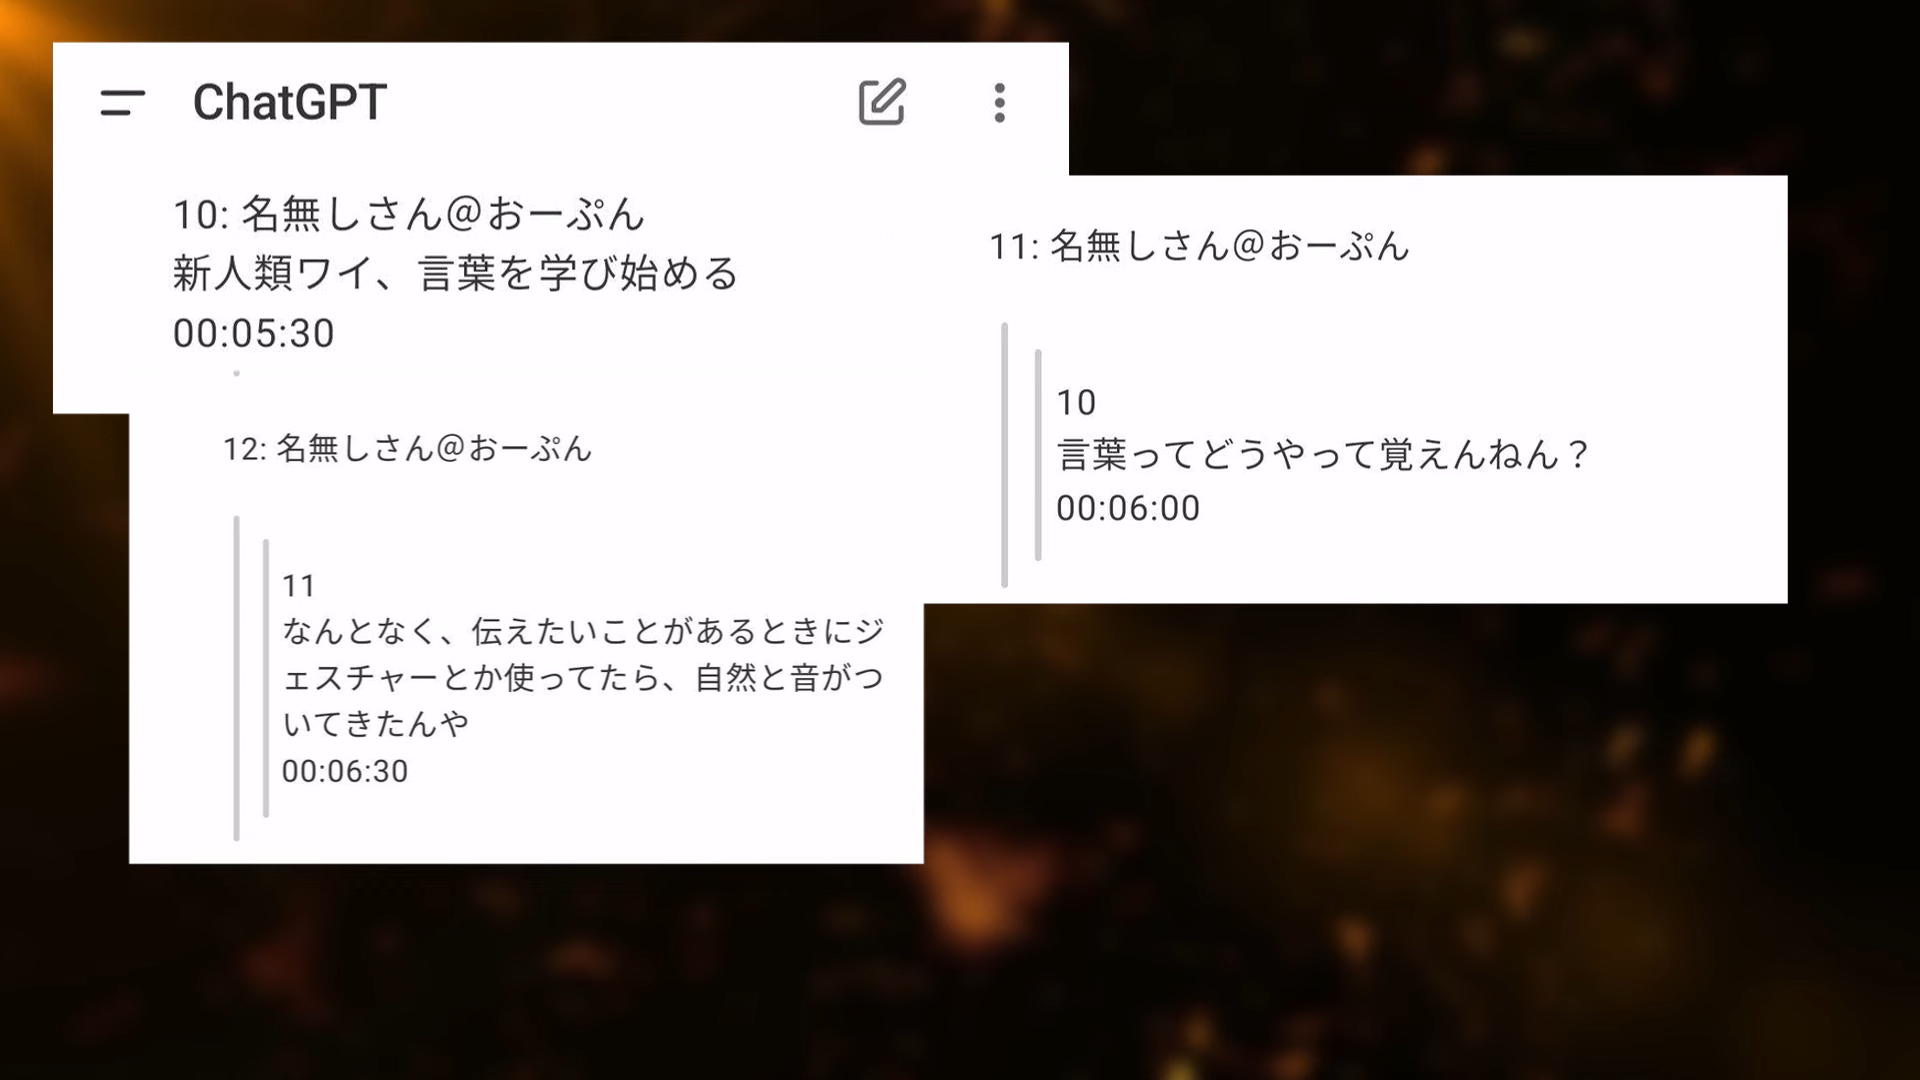 ChatGPT
10: 名無しさん@おーぷん
新人類ワイ、言葉を学び始める
00:05:30
11: 名無しさん@おーぷん
10
言葉ってどうやって覚えんねん？
00:06:00
12: 名無しさん@おーぷん
11
なんとなく、伝えたいことがあるときにジ
ェスチャーとか使ってたら、自然と音がつ
いてきたんや
00:06:30